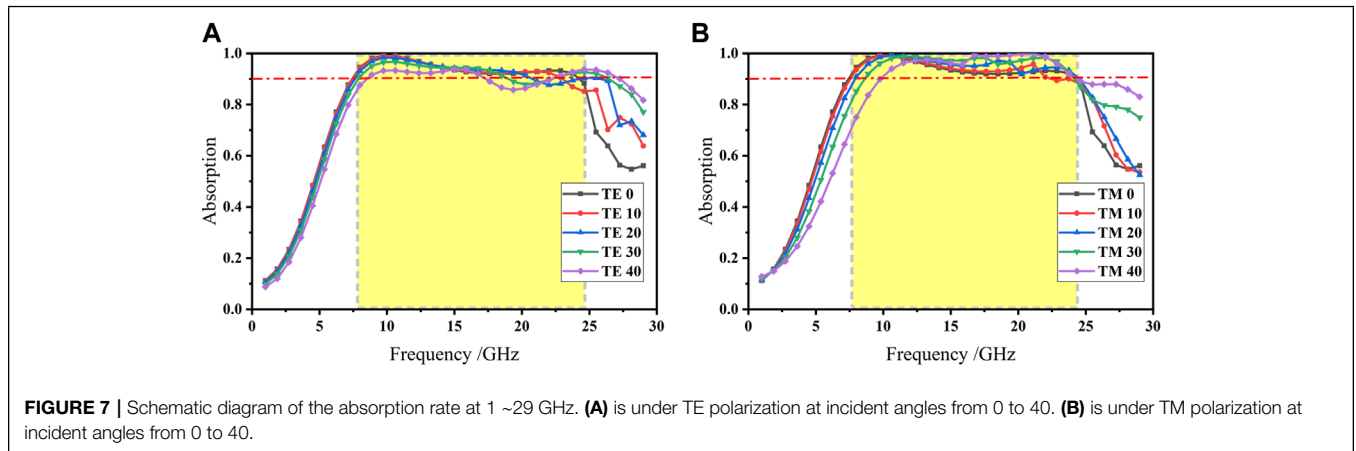 A
B
1.0
0.8
0.6
0.4
0.2
0.0
Absorption
TE 0
TE 10
TE 20
TE 30
TE 40
0 5 10 15 20 25 30
Frequency /GHz
1.0
0.8
0.6
0.4
0.2
0.0
Absorption
TM 0
TM 10
TM 20
TM 30
TM 40
0 5 10 15 20 25 30
Frequency /GHz
FIGURE 7 | Schematic diagram of the absorption rate at 1 ~29 GHz. (A) is under TE polarization at incident angles from 0 to 40. (B) is under TM polarization at
incident angles from 0 to 40.